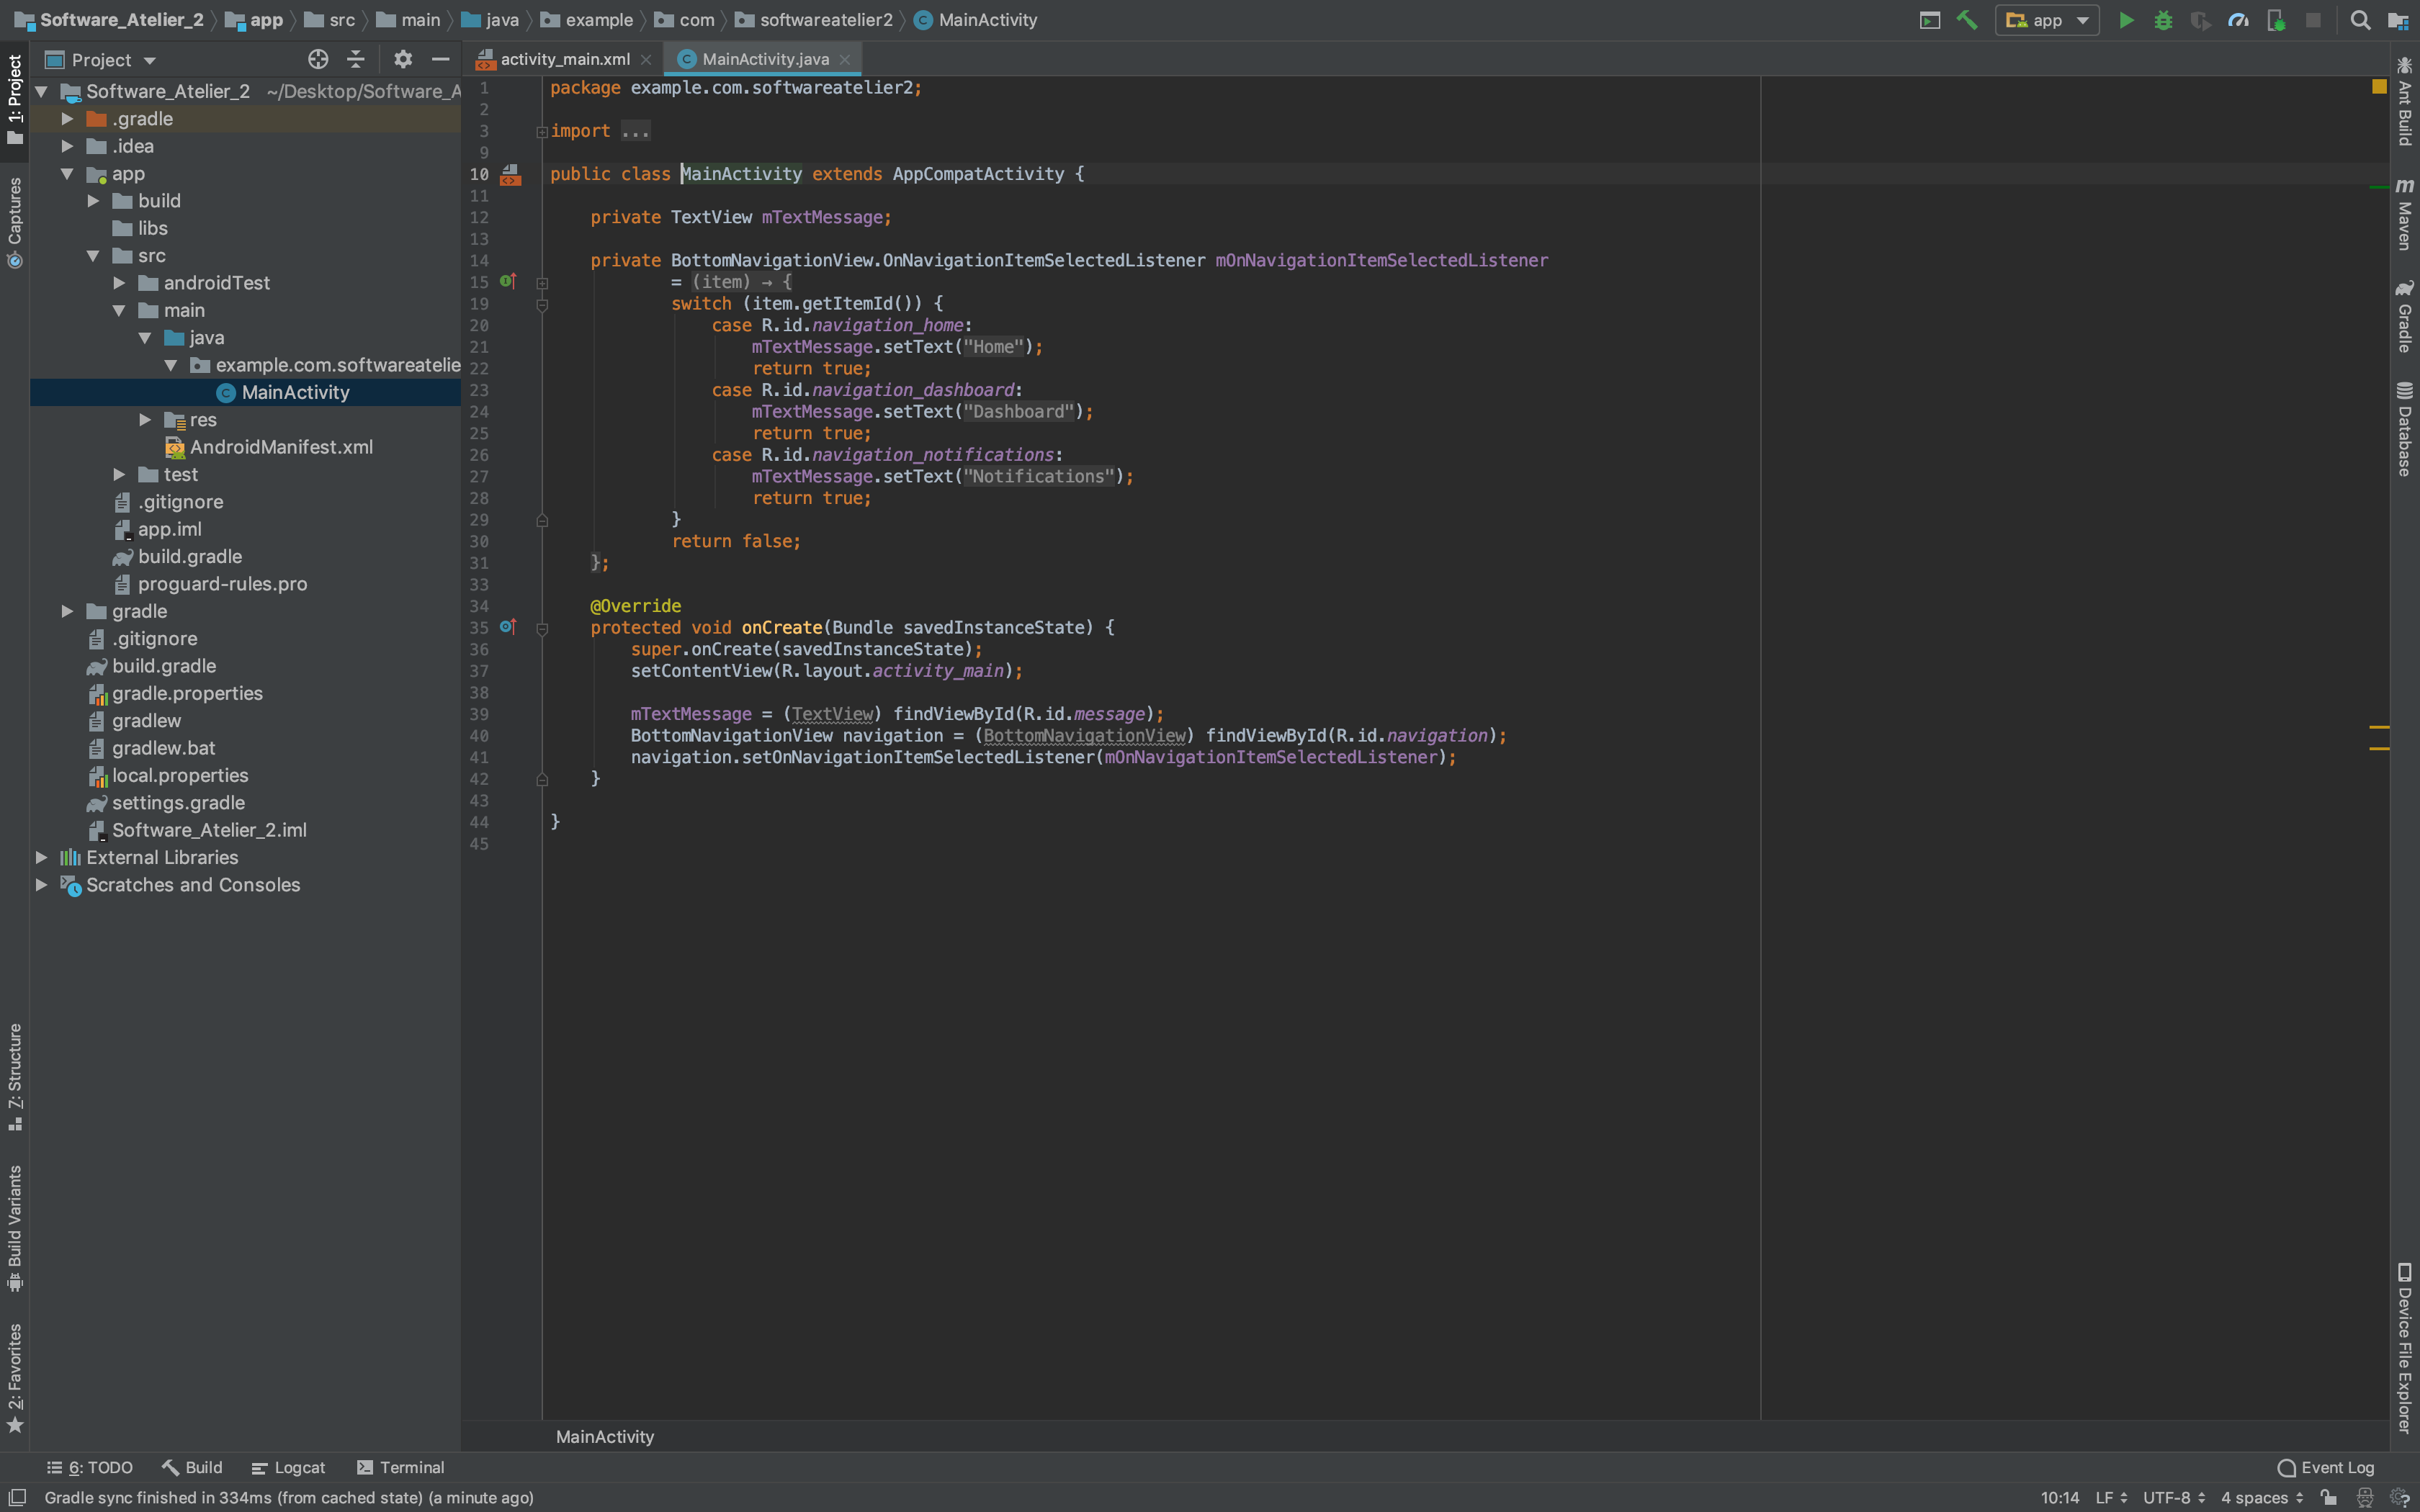 Software_Atelier_2 app src main java example com softwareatelier2 MainActivity
app
Project
activity_main.xml
MainActivity.java
1: Project
Captures
7: Structure
Build Variants
2: Favorites
Software_Atelier_2 ~/Desktop/Software_A
.gradle
.idea
app
build
libs
src
androidTest
main
java
example.com.softwareatelie
MainActivity
res
AndroidManifest.xml
test
.gitignore
app.iml
build.gradle
proguard-rules.pro
gradle
.gitignore
build.gradle
gradle.properties
gradlew
gradlew.bat
local.properties
settings.gradle
Software_Atelier_2.iml
External Libraries
Scratches and Consoles
1 package example.com.softwareatelier2;
2
3 import ...
9
10 public class MainActivity extends AppCompatActivity {
11
12 private TextView mTextMessage;
13
14 private BottomNavigationView.OnNavigationItemSelectedListener mOnNavigationItemSelectedListener
15 = (item) → {
19 switch (item.getItemId()) {
20 case R.id.navigation_home:
21 mTextMessage.setText("Home");
22 return true;
23 case R.id.navigation_dashboard:
24 mTextMessage.setText("Dashboard");
25 return true;
26 case R.id.navigation_notifications:
27 mTextMessage.setText("Notifications");
28 return true;
29 }
30 return false;
31 };
33
34 @Override
35 protected void onCreate(Bundle savedInstanceState) {
36 super.onCreate(savedInstanceState);
37 setContentView(R.layout.activity_main);
38
39 mTextMessage = (TextView) findViewById(R.id.message);
40 BottomNavigationView navigation = (BottomNavigationView) findViewById(R.id.navigation);
41 navigation.setOnNavigationItemSelectedListener(mOnNavigationItemSelectedListener);
42 }
43
44 }
45
MainActivity
Ant Build
Maven
Gradle
Database
Device File Explorer
6: TODO Build Logcat Terminal
Event Log
Gradle sync finished in 334ms (from cached state) (a minute ago)
10:14 LF UTF-8 4 spaces